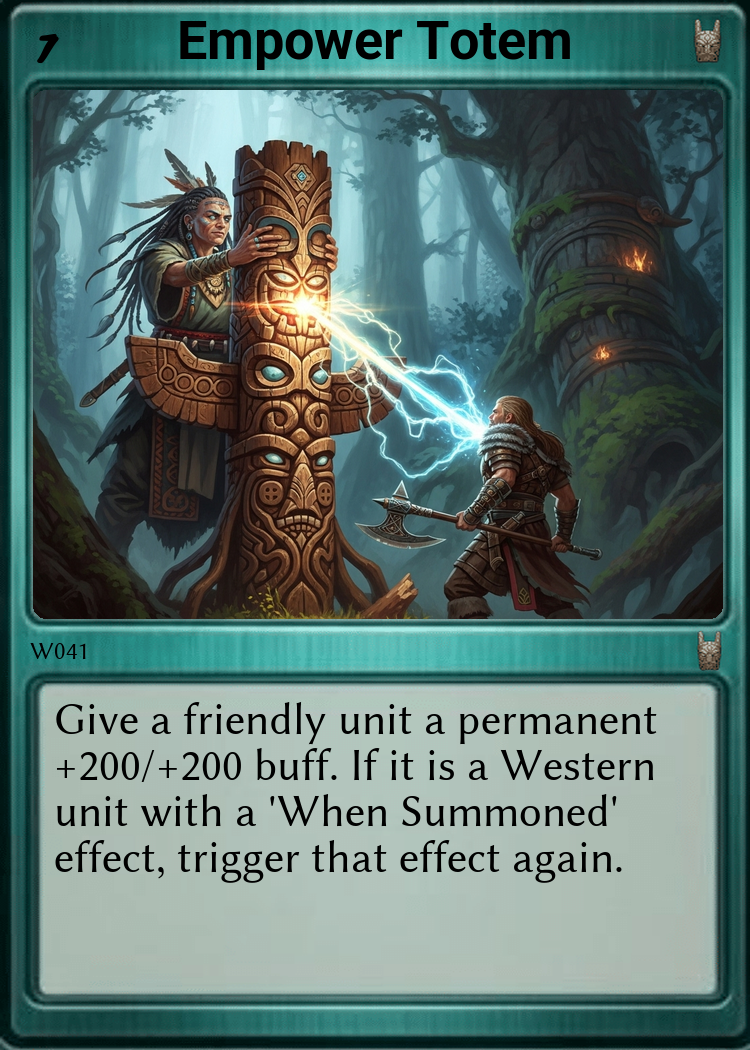 1
Empower Totem
W041
Give a friendly unit a permanent
+200/+200 buff. If it is a Western
unit with a 'When Summoned'
effect, trigger that effect again.